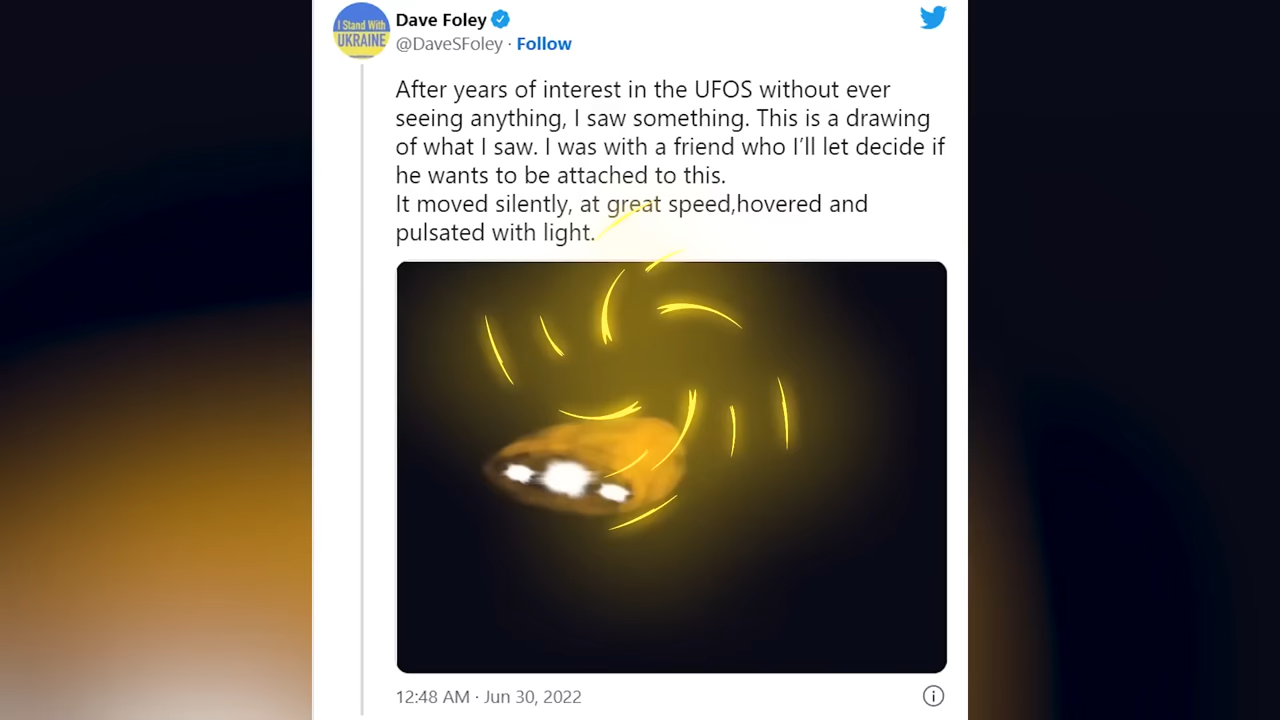 I Stand With
UKRAINE
Dave Foley
@DaveSFoley · Follow
After years of interest in the UFOS without ever
seeing anything, I saw something. This is a drawing
of what I saw. I was with a friend who I’ll let decide if
he wants to be attached to this.
It moved silently, at great speed,hovered and
pulsated with light.
12:48 AM · Jun 30, 2022